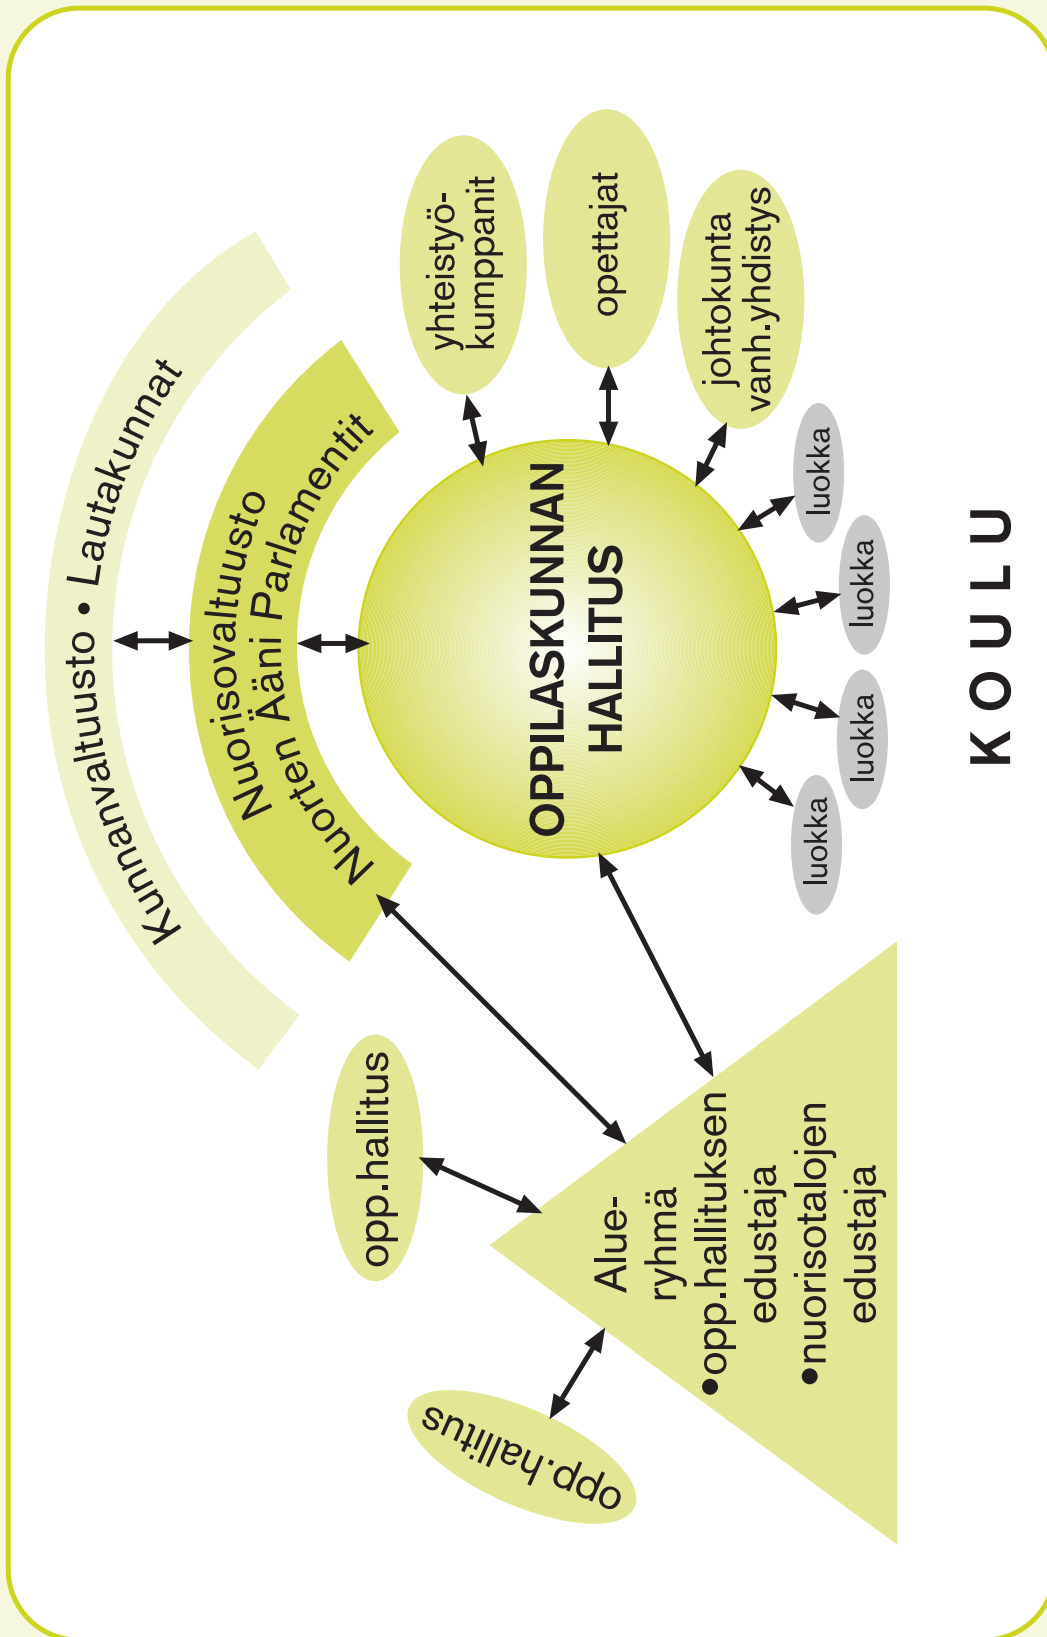 Kunnanvaltuusto • Lautakunnat
Nuorisovaltuusto
Nuorten Ääni Parlamentit
opp.hallitus
opp.hallitus
Alue-
ryhmä
•opp.hallituksen
edustaja
•nuorisotalojen
edustaja
OPPILASKUNNAN
HALLITUS
yhteistyö-
kumppanit
opettajat
johtokunta
vanh.yhdistys
luokka
luokka
luokka
luokka
KOULU